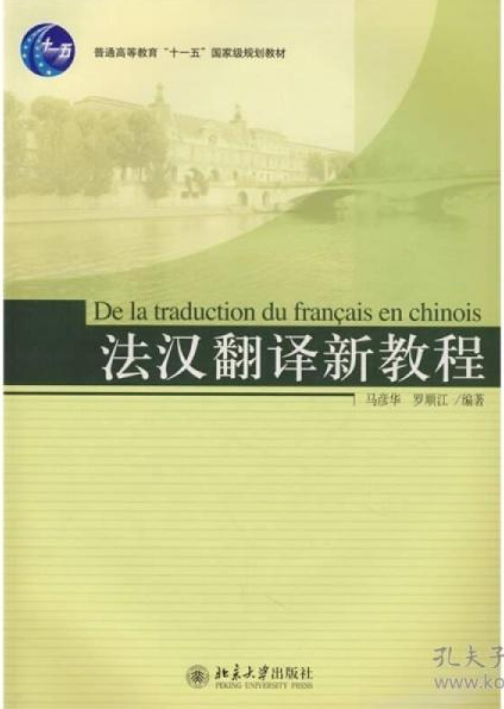 十一五
普通高等教育“十一五”国家级规划教材
De la traduction du français en chinois
法汉翻译新教程
马彦华 罗顺江/编著
北京大学出版社
PEKING UNIVERSITY PRESS
孔夫子
www.ko